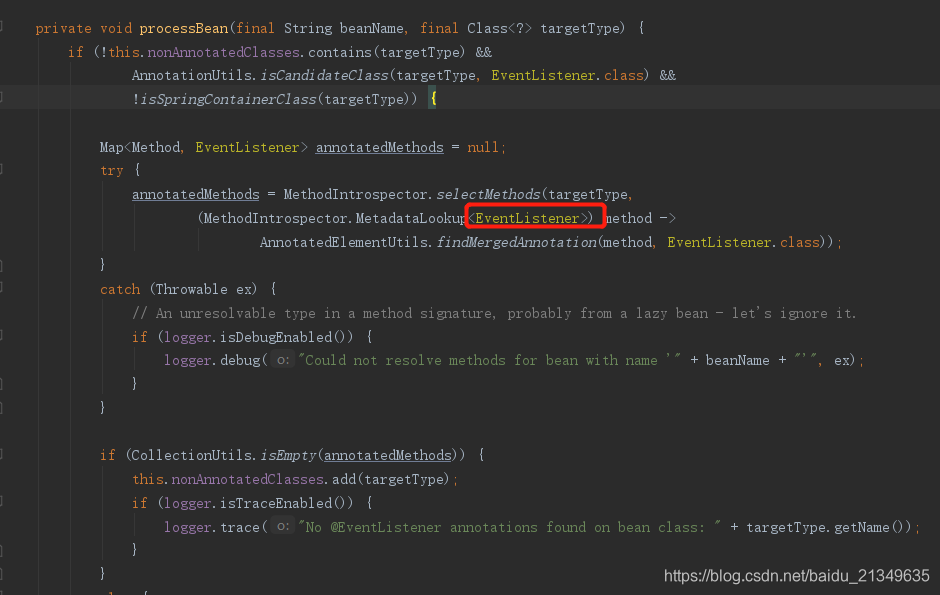 private void processBean(final String beanName, final Class<?> targetType) {
if (!this.nonAnnotatedClasses.contains(targetType) &&
AnnotationUtils.isCandidateClass(targetType, EventListener.class) &&
!isSpringContainerClass(targetType)) {
Map<Method, EventListener> annotatedMethods = null;
try {
annotatedMethods = MethodIntrospector.selectMethods(targetType,
(MethodIntrospector.MetadataLookup<EventListener>) method ->
AnnotatedElementUtils.findMergedAnnotation(method, EventListener.class));
}
catch (Throwable ex) {
// An unresolvable type in a method signature, probably from a lazy bean - let's ignore it.
if (logger.isDebugEnabled()) {
logger.debug( o: "Could not resolve methods for bean with name '" + beanName + "'", ex);
}
}
if (CollectionUtils.isEmpty(annotatedMethods)) {
this.nonAnnotatedClasses.add(targetType);
if (logger.isTraceEnabled()) {
logger.trace( o: "No @EventListener annotations found on bean class: " + targetType.getName());
}
}
https://blog.csdn.net/baidu_21349635